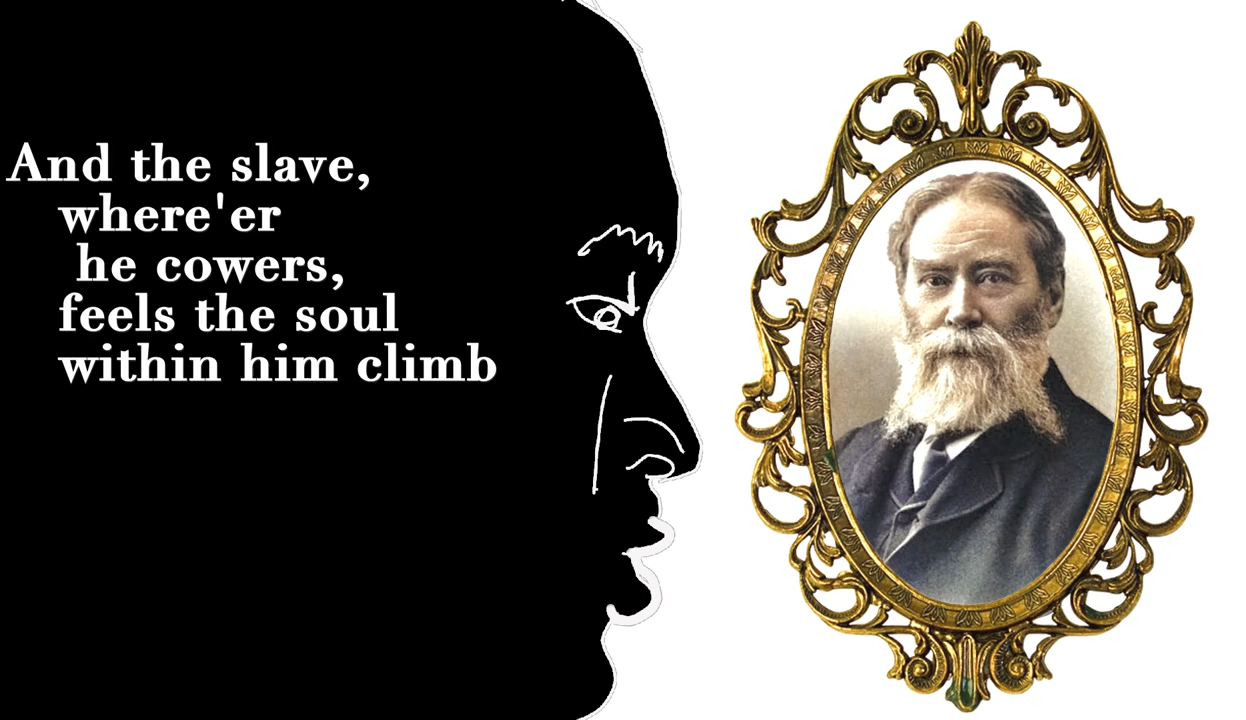 And the slave,
where'er
he cowers,
feels the soul
within him climb